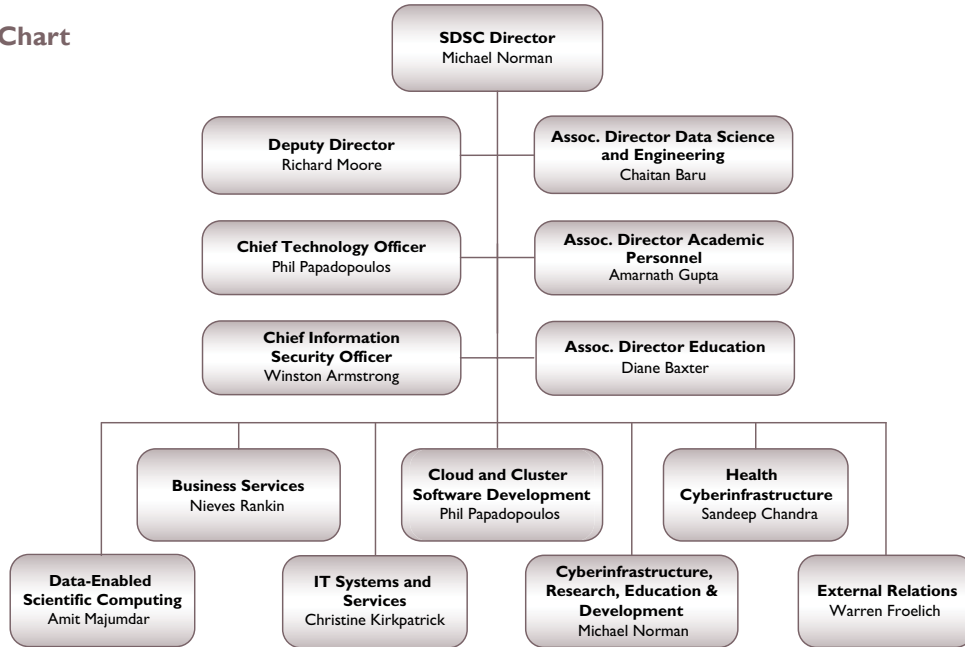 Chart
SDSC Director
Michael Norman
Deputy Director
Richard Moore
Assoc. Director Data Science
and Engineering
Chaitan Baru
Chief Technology Officer
Phil Papadopoulos
Assoc. Director Academic
Personnel
Amarnath Gupta
Chief Information
Security Officer
Winston Armstrong
Assoc. Director Education
Diane Baxter
Business Services
Nieves Rankin
Cloud and Cluster
Software Development
Phil Papadopoulos
Health
Cyberinfrastructure
Sandeep Chandra
Data-Enabled
Scientific Computing
Amit Majumdar
IT Systems and
Services
Christine Kirkpatrick
Cyberinfrastructure,
Research, Education &
Development
Michael Norman
External Relations
Warren Froelich